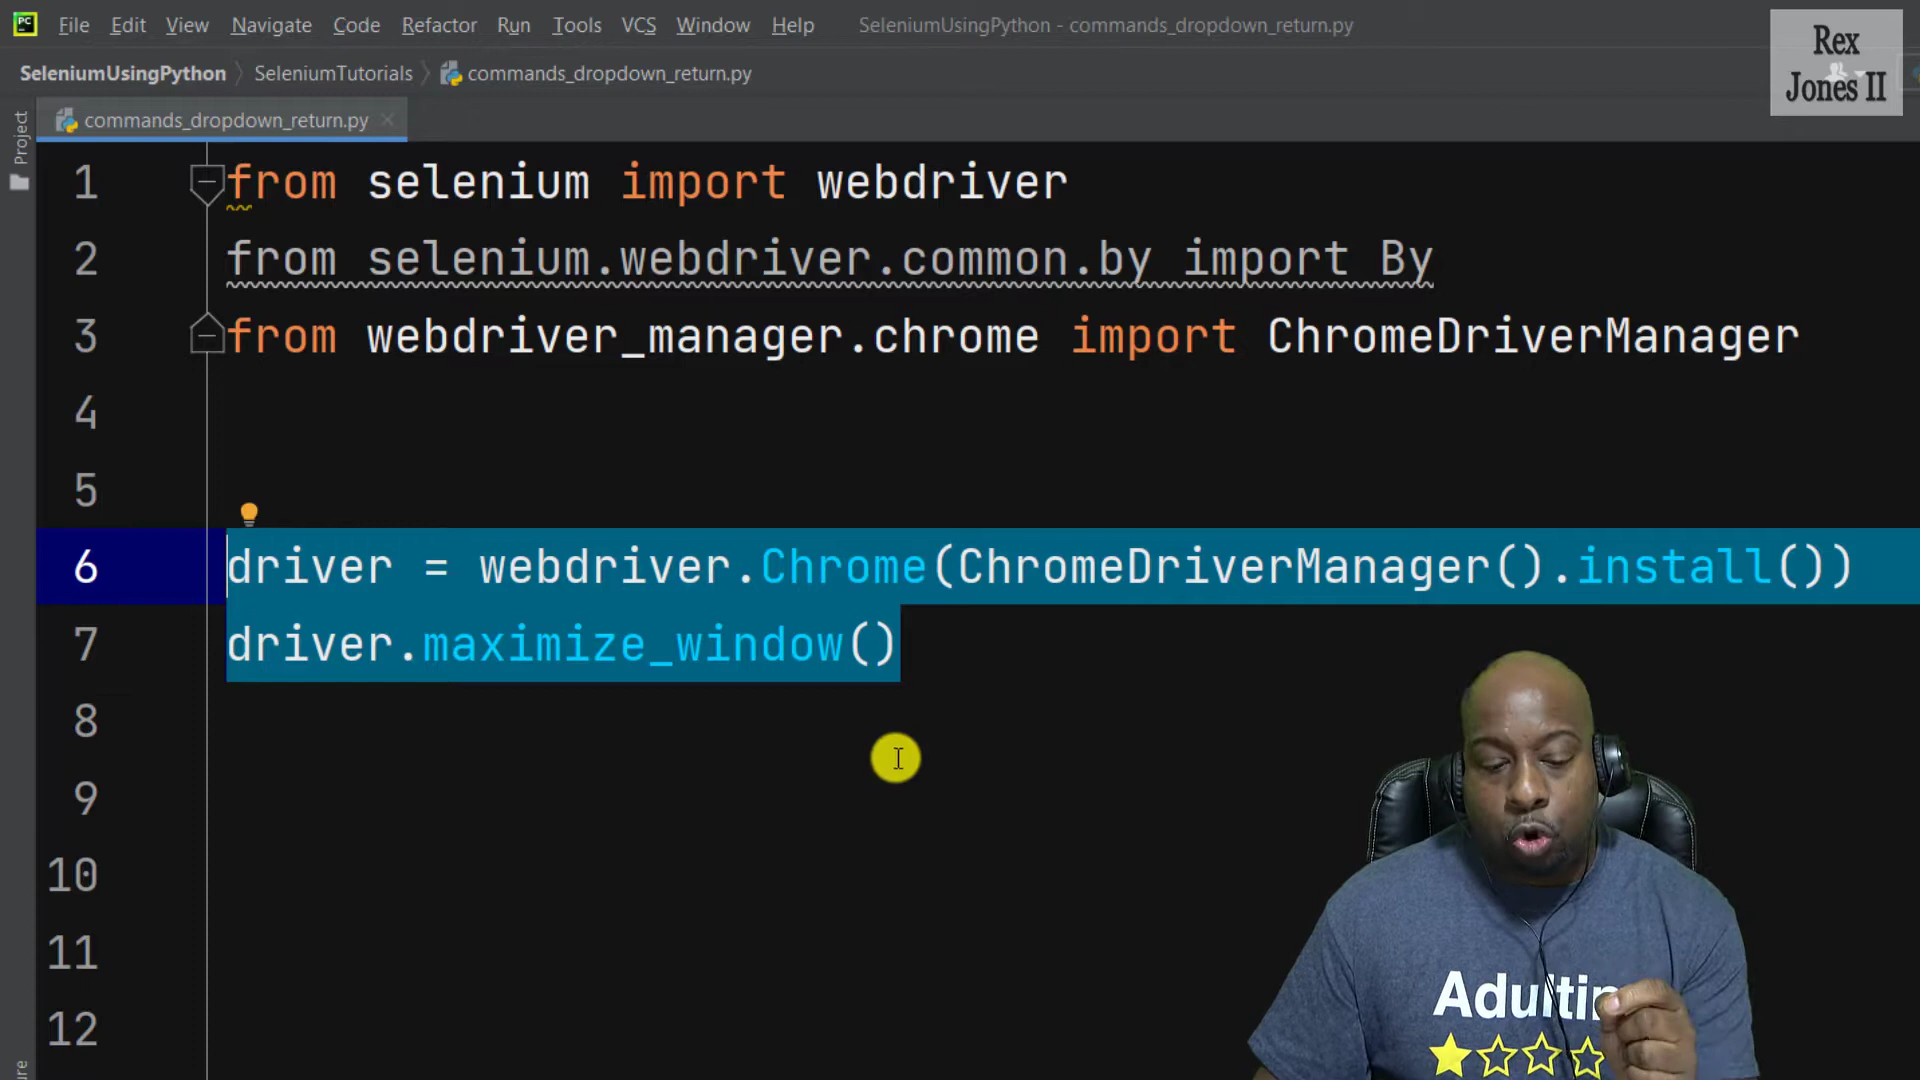 File Edit View Navigate Code Refactor Run Tools VCS Window Help SeleniumUsingPython - commands_dropdown_return.py
Rex
Jones II
SeleniumUsingPython SeleniumTutorials commands_dropdown_return.py
commands_dropdown_return.py
Project
1 from selenium import webdriver
2 from selenium.webdriver.common.by import By
3 from webdriver_manager.chrome import ChromeDriverManager
4
5
6 driver = webdriver.Chrome(ChromeDriverManager().install())
7 driver.maximize_window()
8
9
10
11
12